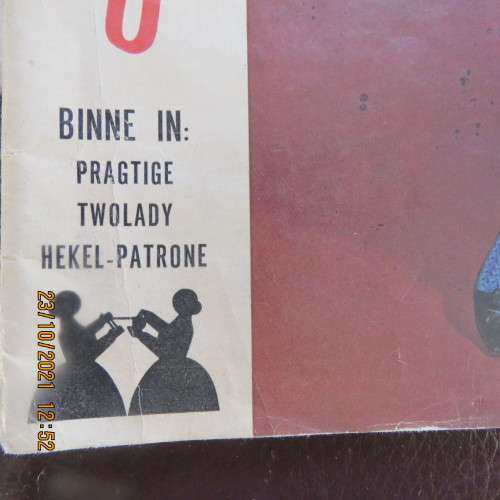 U
BINNE IN:
PRAGTIGE
TWOLADY
HEKEL-PATRONE
23/10/2021 12:52